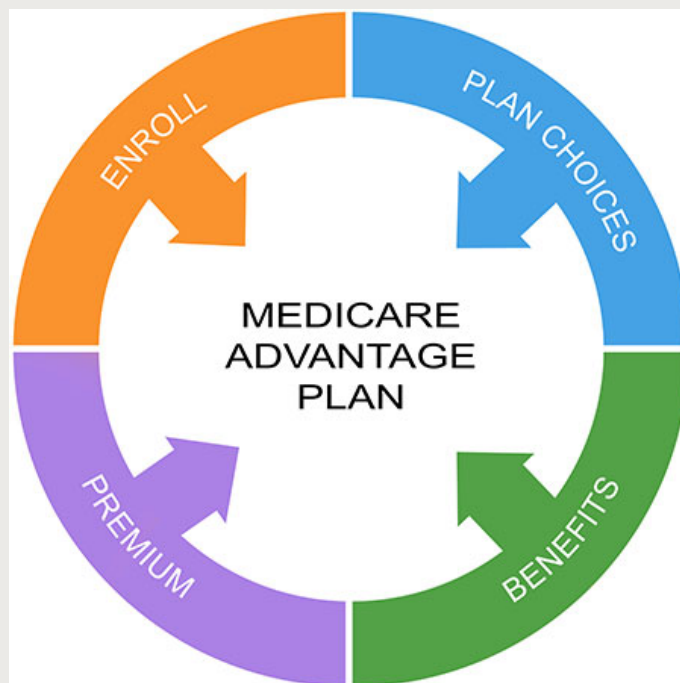 ENROLL
PLAN CHOICES
MEDICARE
ADVANTAGE
PLAN
PREMIUM
BENEFITS